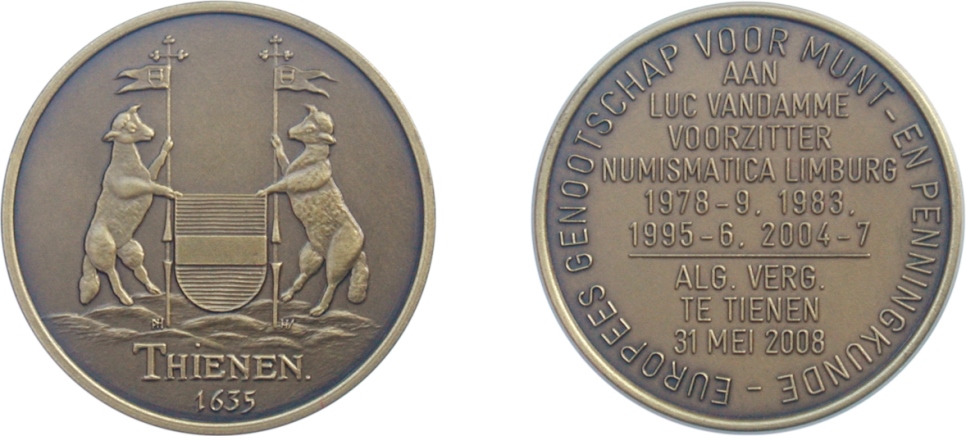 THIENEN.
1635
EUROPEES GENOOTSCHAP VOOR MUNT-EN PENNINGKUNDE -
AAN
LUC VANDAMME
VOORZITTER
NUMISMATICA LIMBURG
1978-9. 1983.
1995-6. 2004-7
ALG. VERG.
TE TIENEN
31 MEI 2008